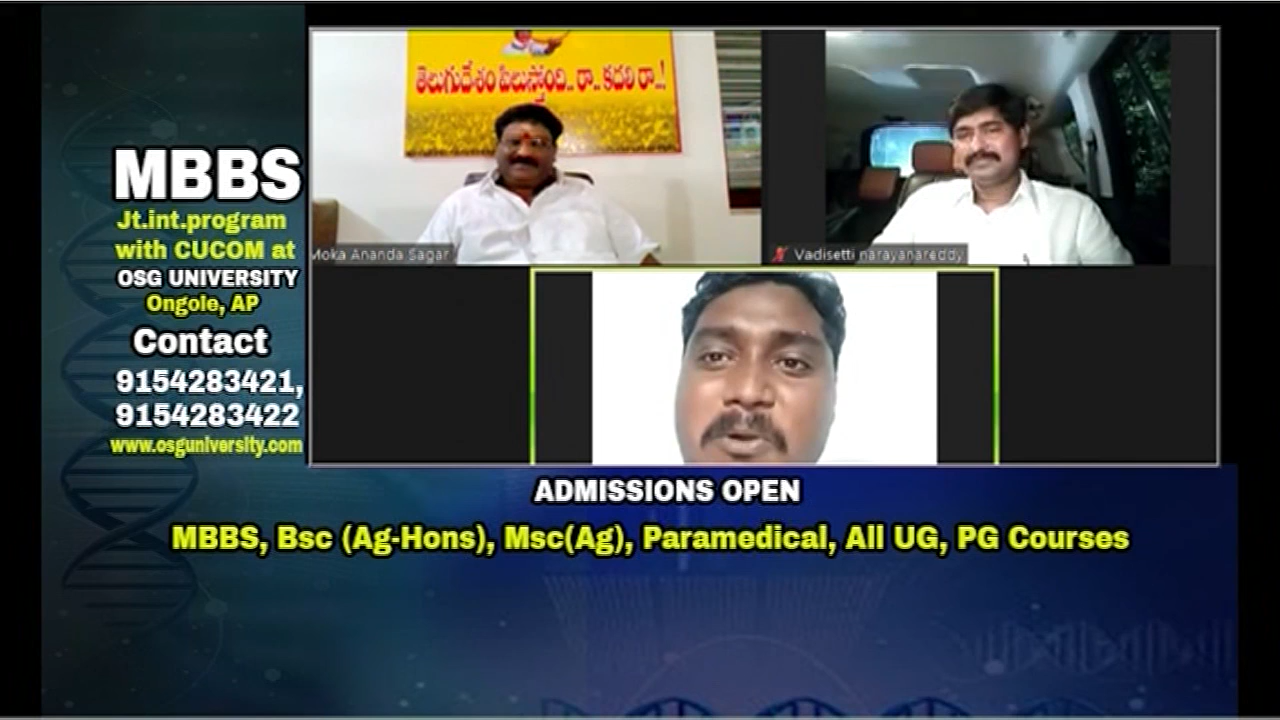 తెలుగుదేశం పిలుస్తోంది.. రా.. కదలి రా..!
MBBS
Jt.int.program
with CUCOM at
OSG UNIVERSITY
Ongole, AP
Contact
9154283421,
9154283422
www.osguniversity.com
Moka Ananda Sagar
Vadisetti narayanareddy
ADMISSIONS OPEN
MBBS, Bsc (Ag-Hons), Msc(Ag), Paramedical, All UG, PG Courses